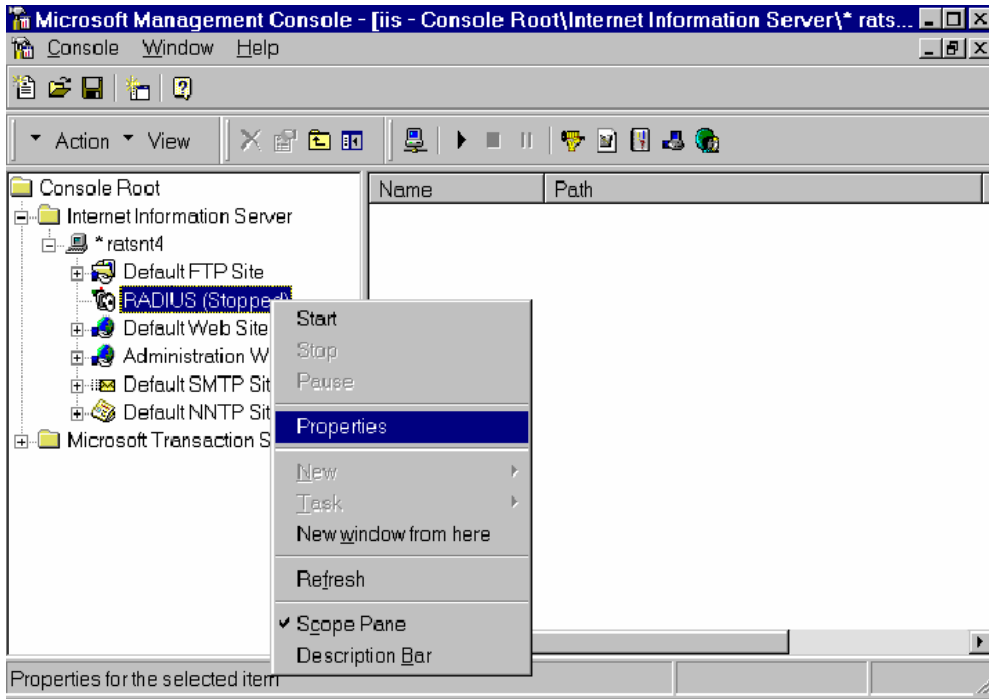 Microsoft Management Console - [iis - Console Root\Internet Information Server\* rats...
Console Window Help
Action View
Console Root
Internet Information Server
* ratsnt4
Default FTP Site
RADIUS (Stopped)
Default Web Site
Administration W
Default SMTP Sit
Default NNTP Sit
Microsoft Transaction S
Name Path
Start
Stop
Pause
Properties
New
Task
New window from here
Refresh
Scope Pane
Description Bar
Properties for the selected item